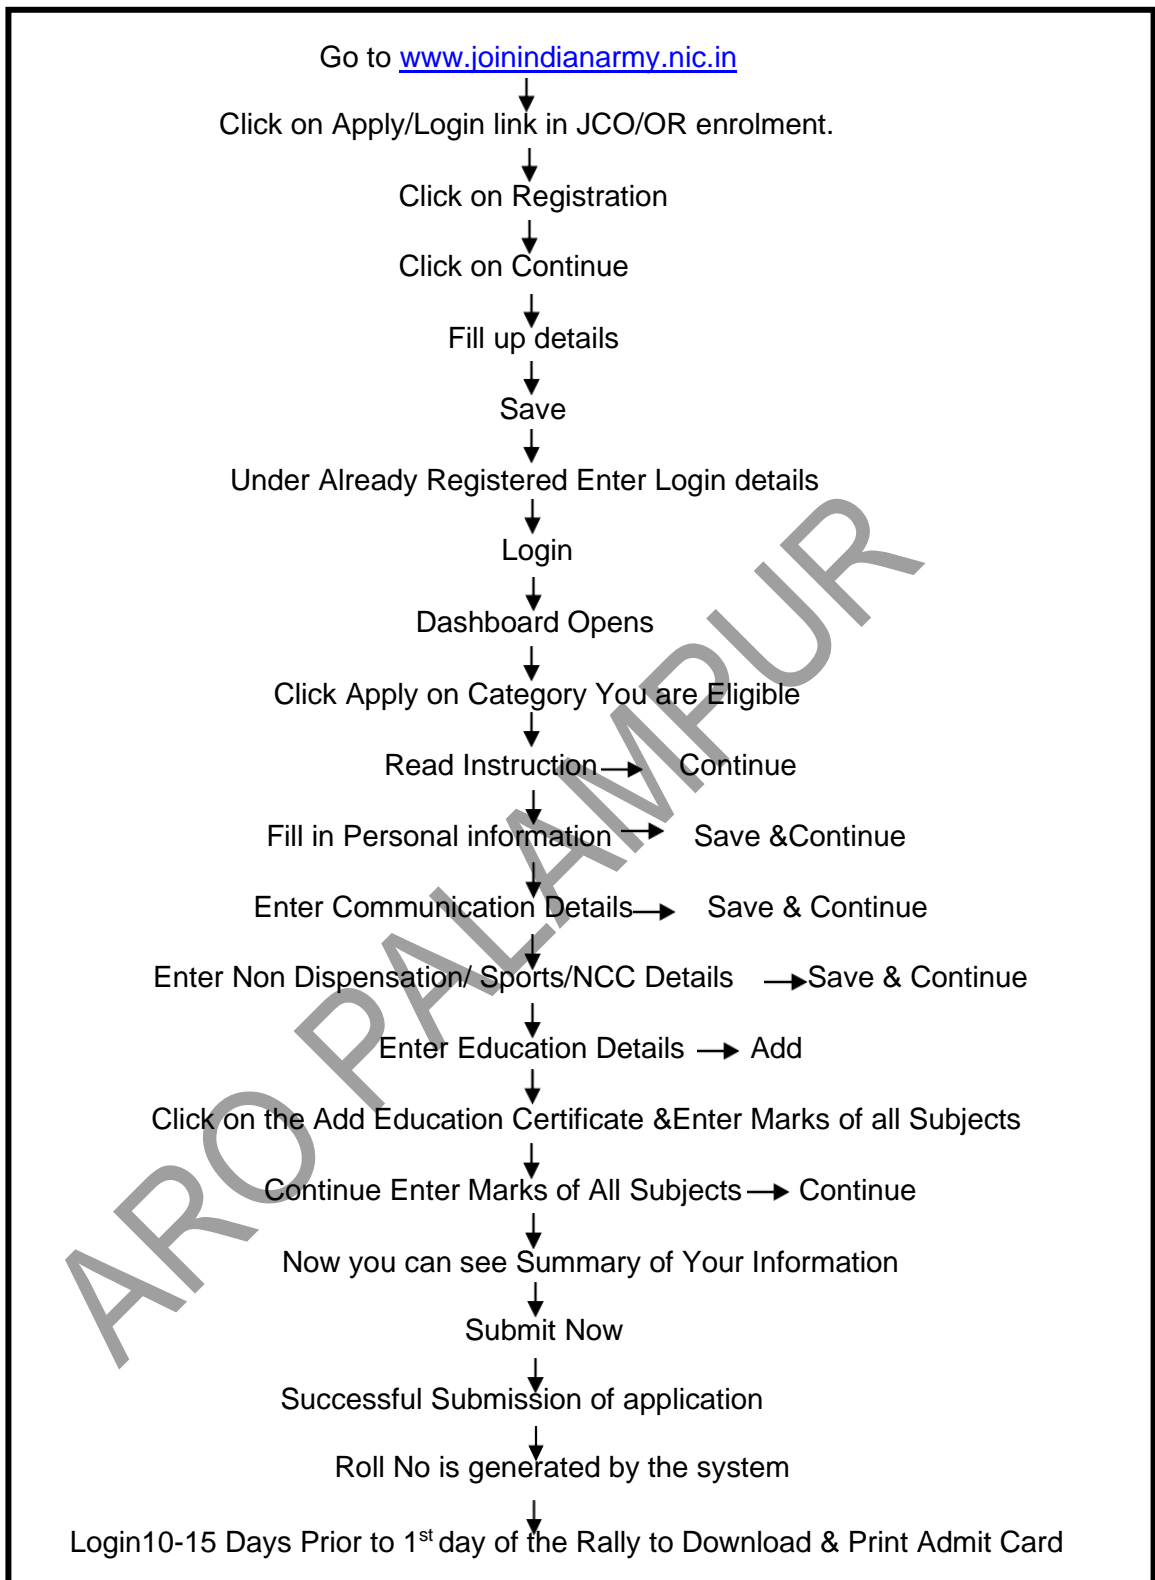 Go to www.joinindianarmy.nic.in
Click on Apply/Login link in JCO/OR enrolment.
Click on Registration
Click on Continue
Fill up details
Save
Under Already Registered Enter Login details
Login
Dashboard Opens
Click Apply on Category You are Eligible
Read Instruction → Continue
Fill in Personal information → Save &Continue
Enter Communication Details → Save & Continue
Enter Non Dispensation/ Sports/NCC Details → Save & Continue
Enter Education Details → Add
Click on the Add Education Certificate &Enter Marks of all Subjects
Continue Enter Marks of All Subjects → Continue
Now you can see Summary of Your Information
Submit Now
Successful Submission of application
Roll No is generated by the system
Login10-15 Days Prior to 1st day of the Rally to Download & Print Admit Card
ARO PALAMPUR